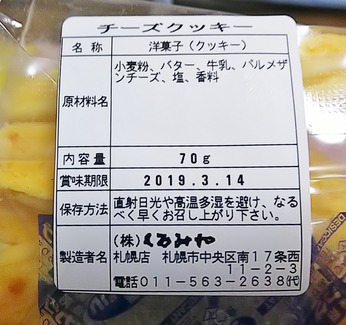 チーズクッキー
名 称 洋菓子（クッキー）
小麦粉、バター、牛乳、パルメザ
原材料名 ンチーズ、塩、香料
内 容 量 70g
賞味期限 2019.3.14
保存方法 直射日光や高温多湿を避け、なる
べく早くお召し上がり下さい。
(株) くるみや
製造者名 札幌店 札幌市中央区南17条西
11-2-3
電話011-563-2638代